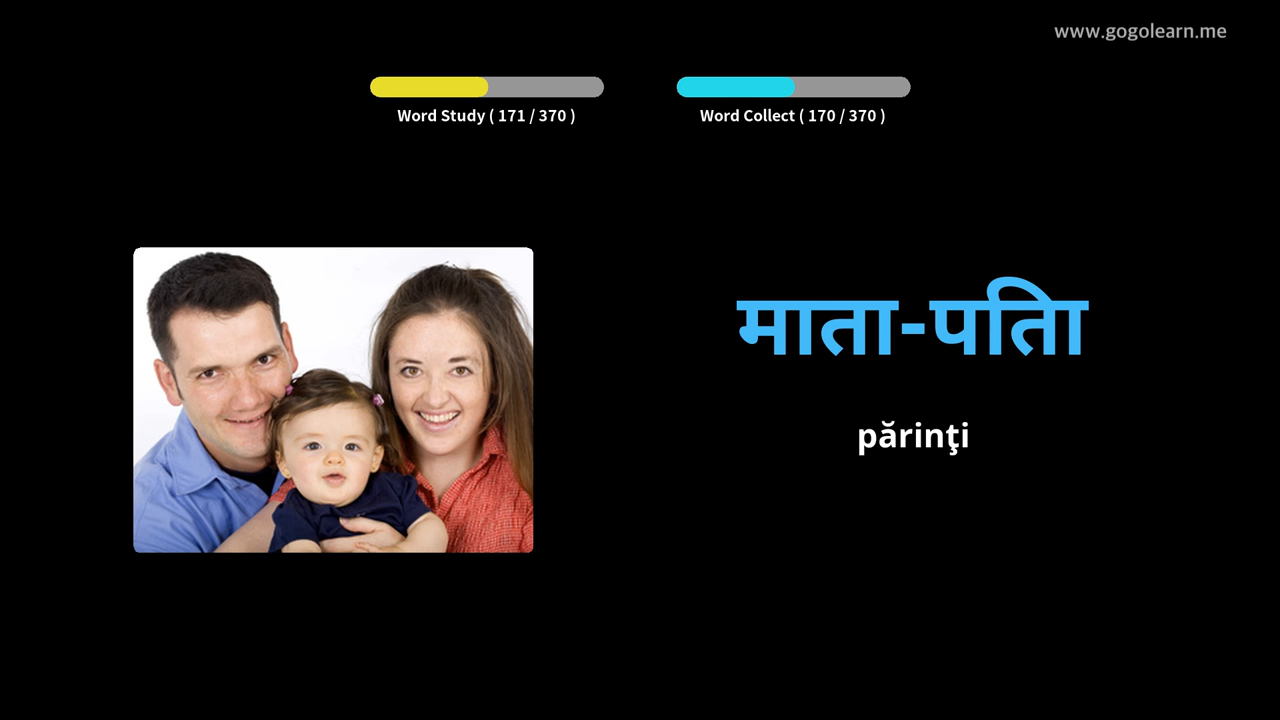 www.gogolearn.me
Word Study ( 171 / 370 )
Word Collect ( 170 / 370 )
माता-पिता
părinţi